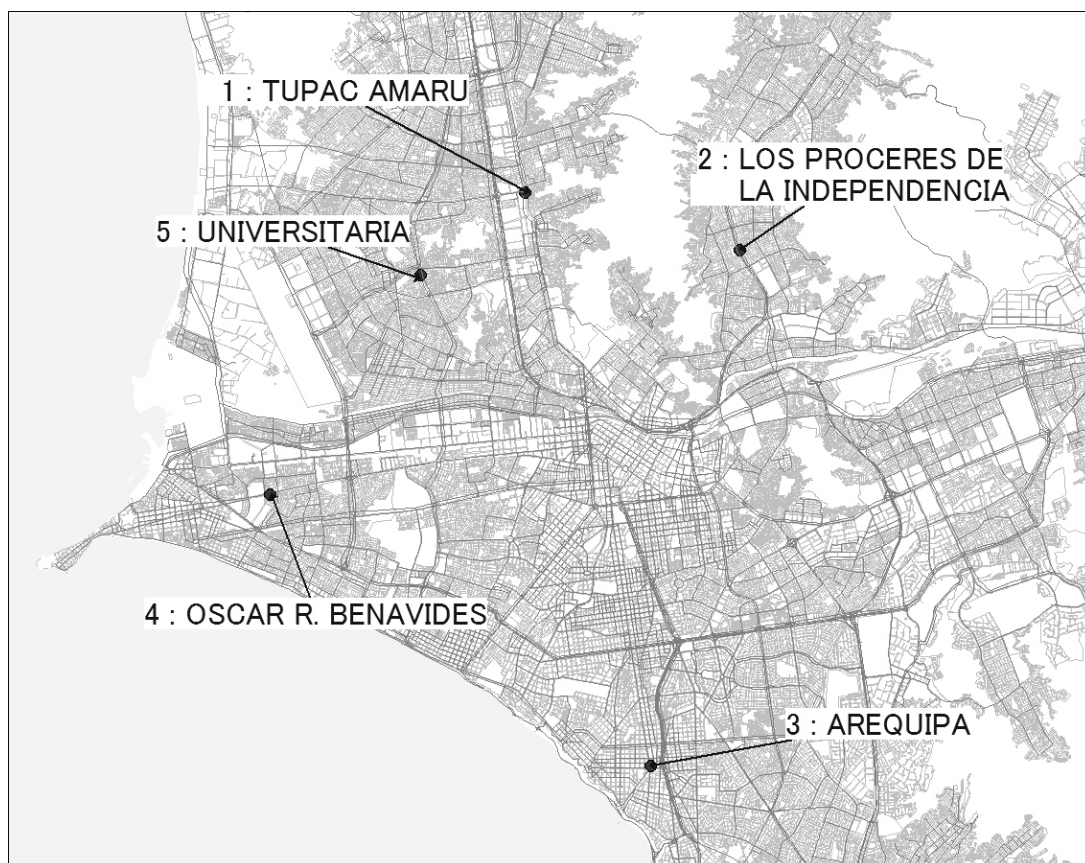 1 : TUPAC AMARU
2 : LOS PROCERES DE
LA INDEPENDENCIA
5 : UNIVERSITARIA
4 : OSCAR R. BENAVIDES
3 : AREQUIPA